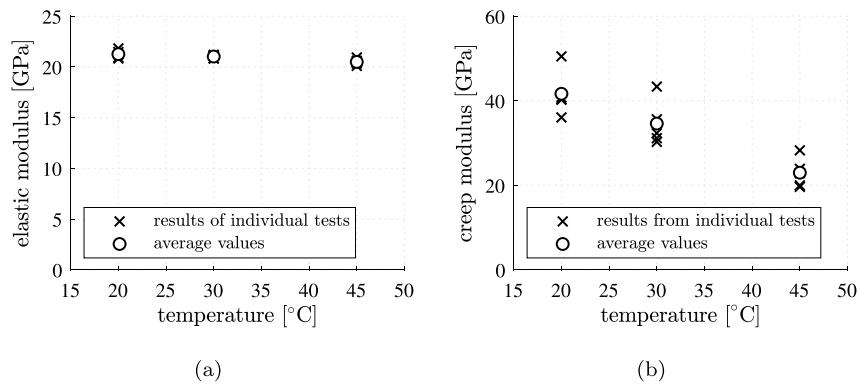 25
20
15
10
5
0
elastic modulus [GPa]
× results of individual tests
average values
15 20 25 30 35 40 45 50
temperature [°C]
(a)
60
40
20
0
creep modulus [GPa]
× results from individual tests
average values
15 20 25 30 35 40 45 50
temperature [°C]
(b)